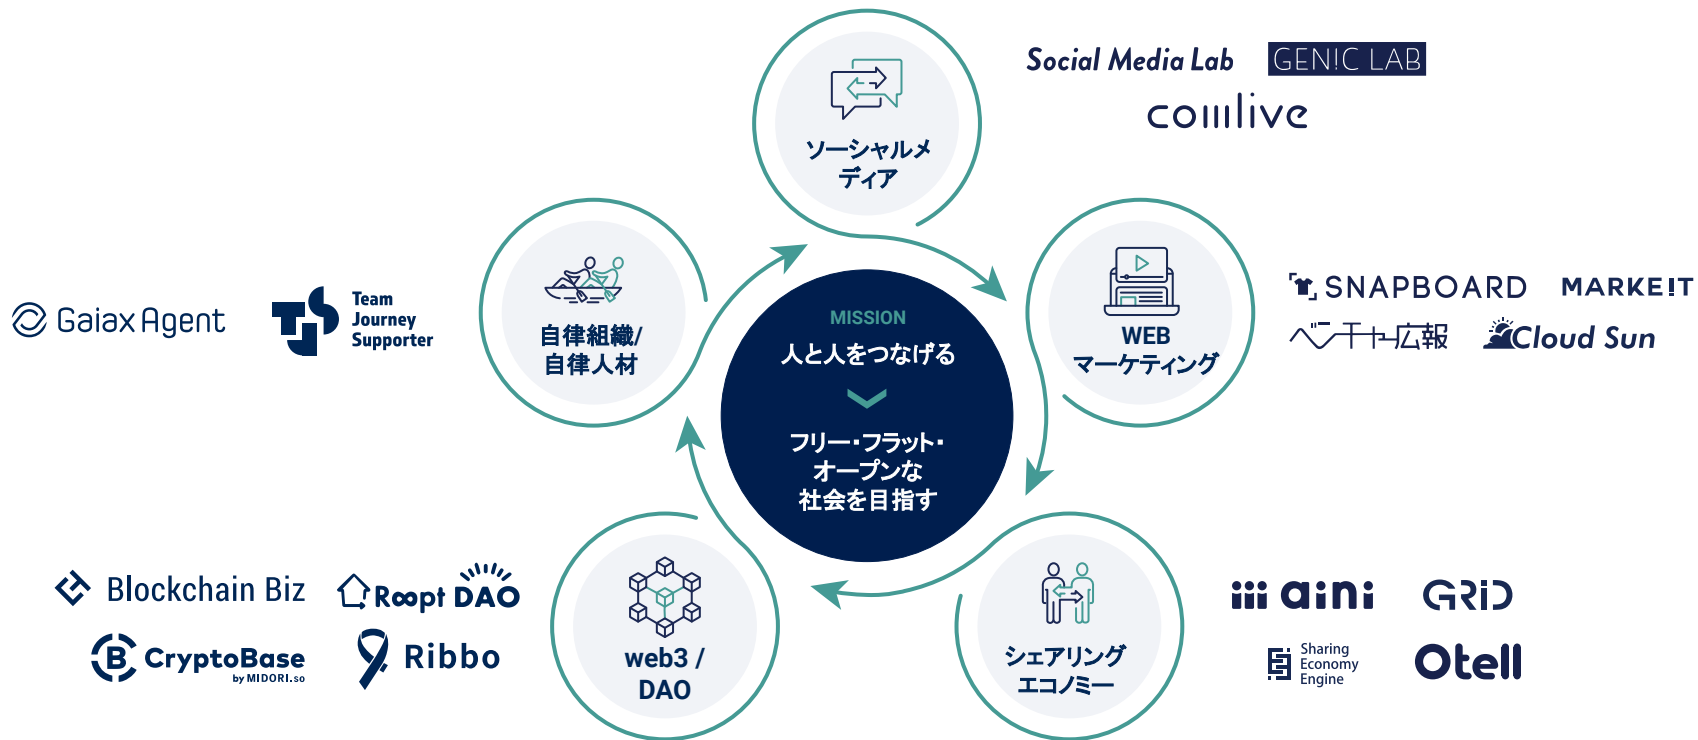 Social Media Lab
GEN!C LAB
comlive
ソーシャルメ
ディア
Gaiax Agent
Team
Journey
Supporter
自律組織/
自律人材
MISSION
人と人をつなげる
フリー・フラット・
オープンな
社会を目指す
WEB
マーケティング
SNAPBOARD
MARKE!T
ベンチャー広報
Cloud Sun
Blockchain Biz
Roopt DAO
CryptoBase
by MIDORI.so
Ribbo
web3 /
DAO
シェアリング
エコノミー
aini
GRiD
Sharing
Economy
Engine
Otell